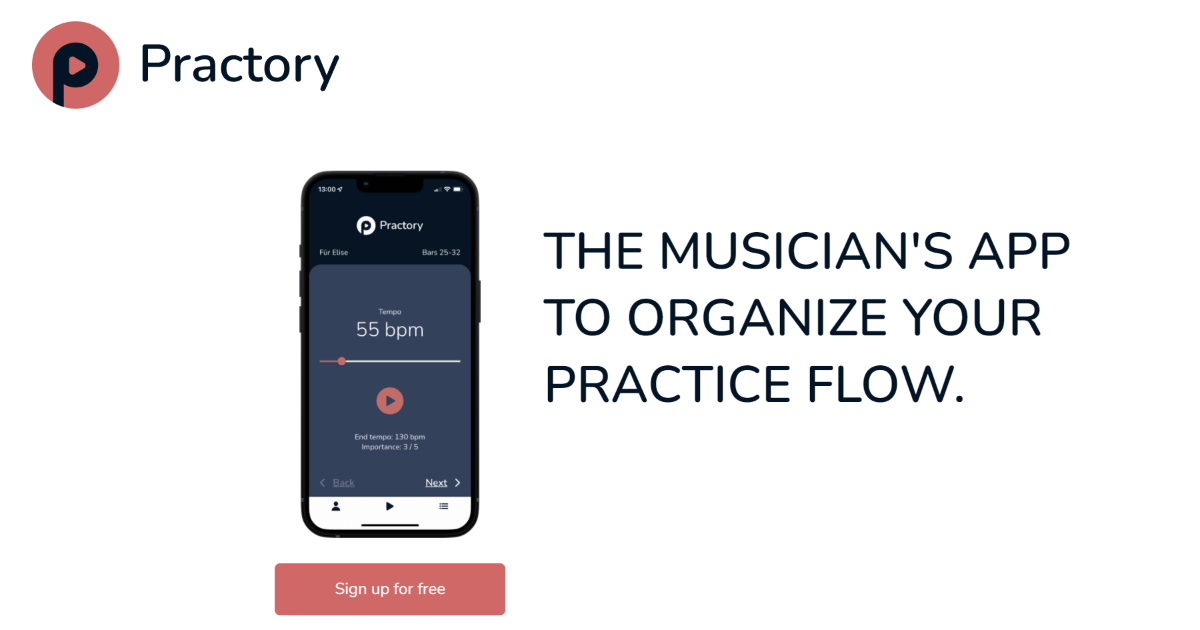 Practory
13:00
Practory
Für Elise
Bars 25-32
Tempo
55 bpm
End tempo: 130 bpm
Importance: 3 / 5
Back
Next
THE MUSICIAN'S APP
TO ORGANIZE YOUR
PRACTICE FLOW.
Sign up for free